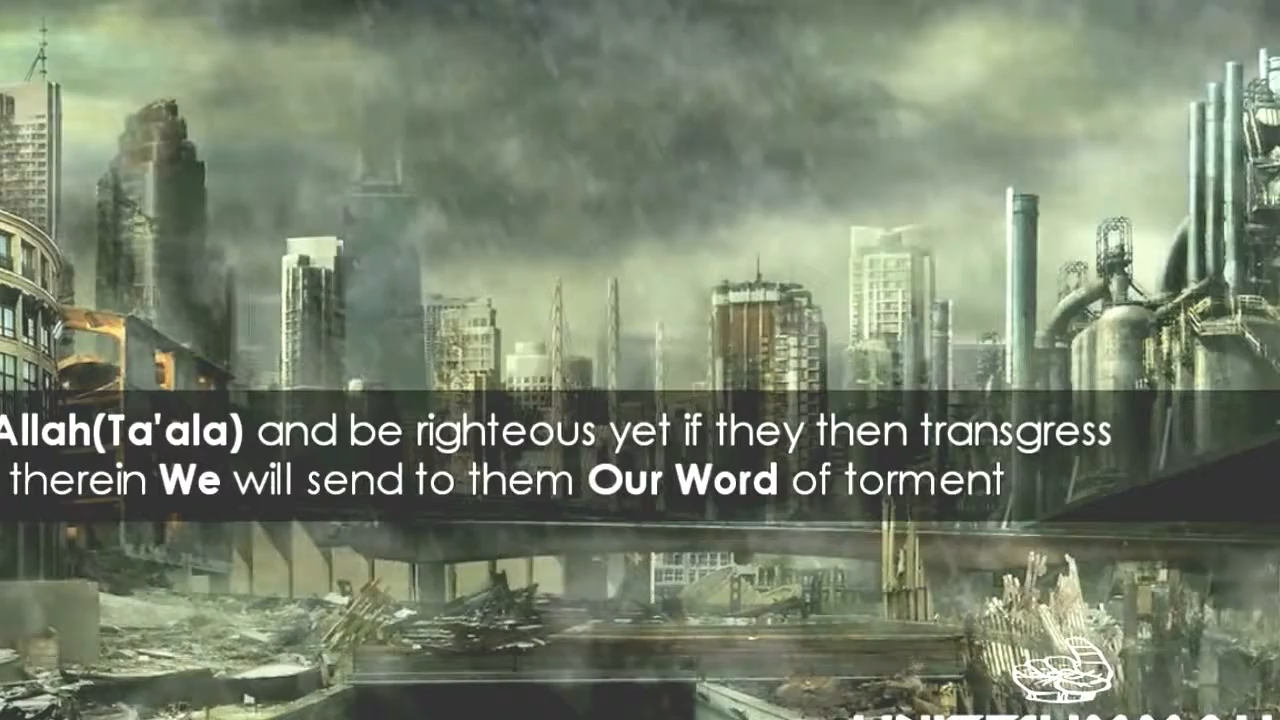 Allah(Ta'ala) and be righteous yet if they then transgress
therein We will send to them Our Word of torment